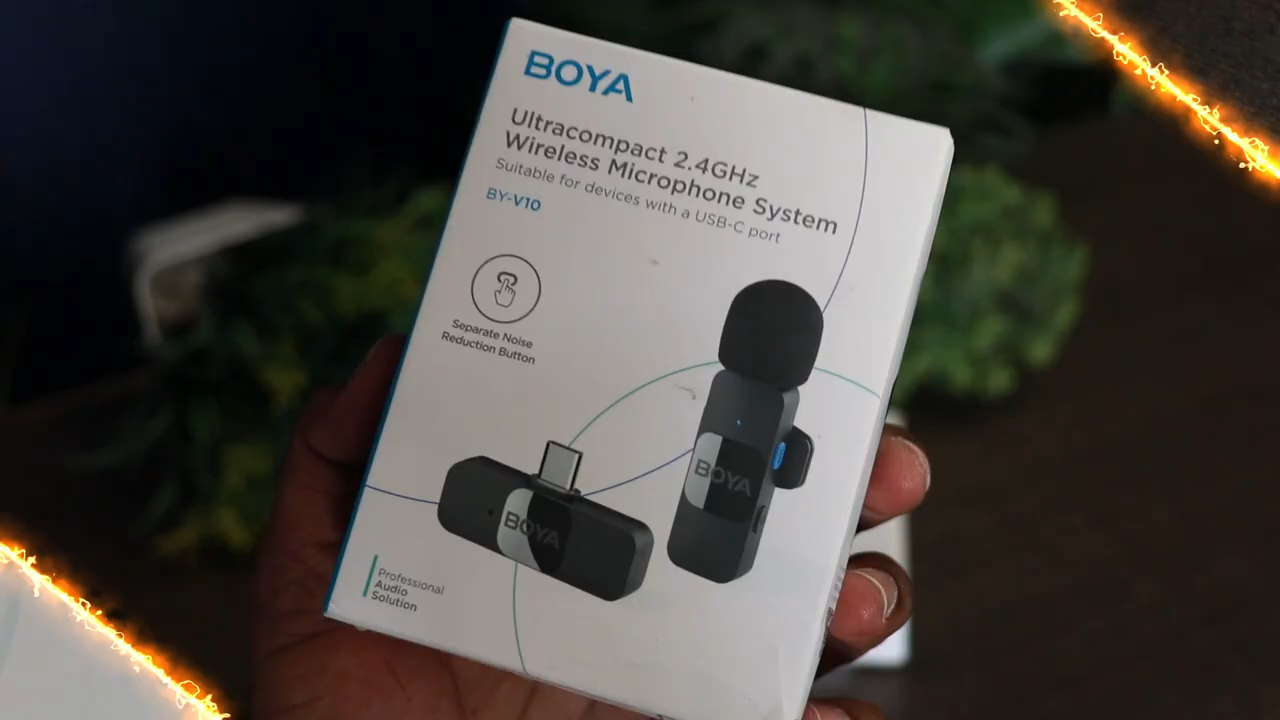 BOYA
Ultracompact 2.4GHz
Wireless Microphone System
Suitable for devices with a USB-C port
BY-V10
Separate Noise
Reduction Button
BOYA
BOYA
Professional
Audio
Solution